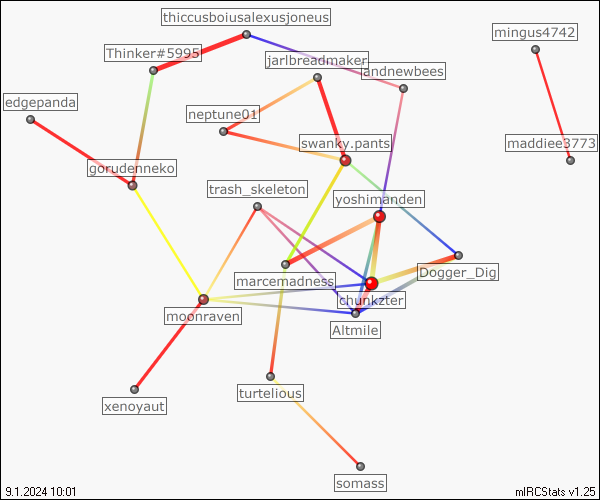 thiccusboiusalexusjoneus
mingus4742
Thinker#5995
jarlbreadmaker
andnewbees
edgepanda
neptune01
swanky.pants
maddiee3773
gorudenneko
trash_skeleton
yoshimanden
marcemadness
Dogger_Dig
chunkzter
moonraven
Altmile
turtelious
xenoyaut
somass
9.1.2024 10:01
mIRCStats v1.25